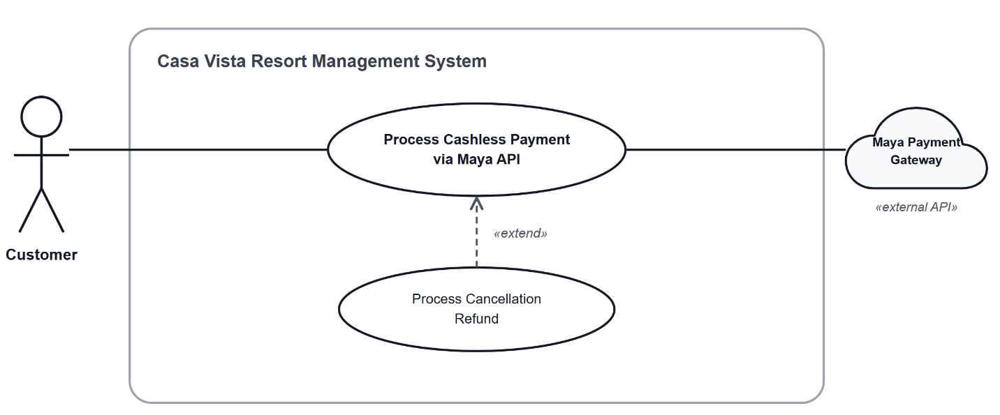 Casa Vista Resort Management System
Process Cashless Payment
via Maya API
Maya Payment
Gateway
«external API»
«extend»
Customer
Process Cancellation
Refund